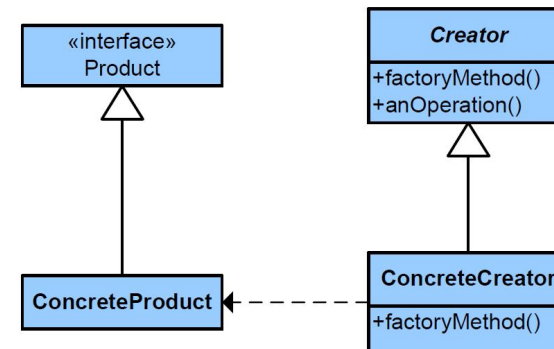 «interface»
Product
Creator
+factoryMethod()
+anOperation()
ConcreteProduct
ConcreteCreator
+factoryMethod()